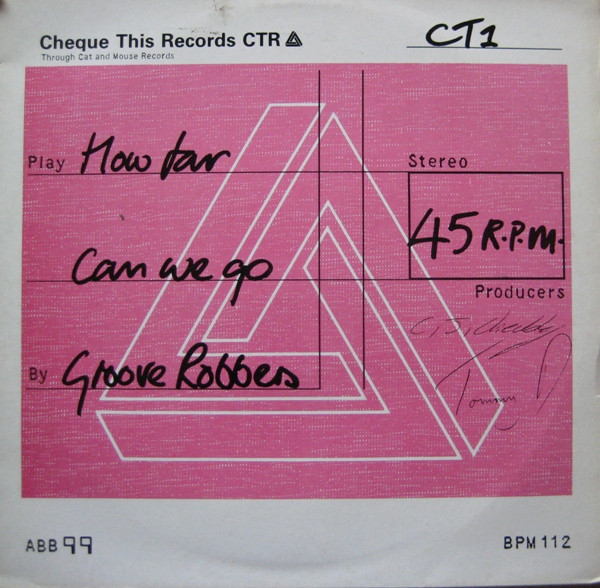 Cheque This Records CTR
CT1
Through Cat and Mouse Records
Play How far
Stereo
45 R.P.M.
Can we go
Producers
By Groove Robbers
Tommy D
ABB 99
BPM 112